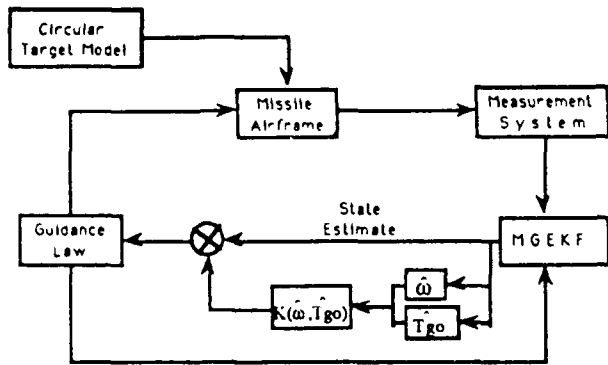 Circular
Target Model
Missile
Airframe
Measurement
System
State
Estimate
Guidance
Law
MGEKF
ω̂
T̂go
K(ω̂,T̂go)